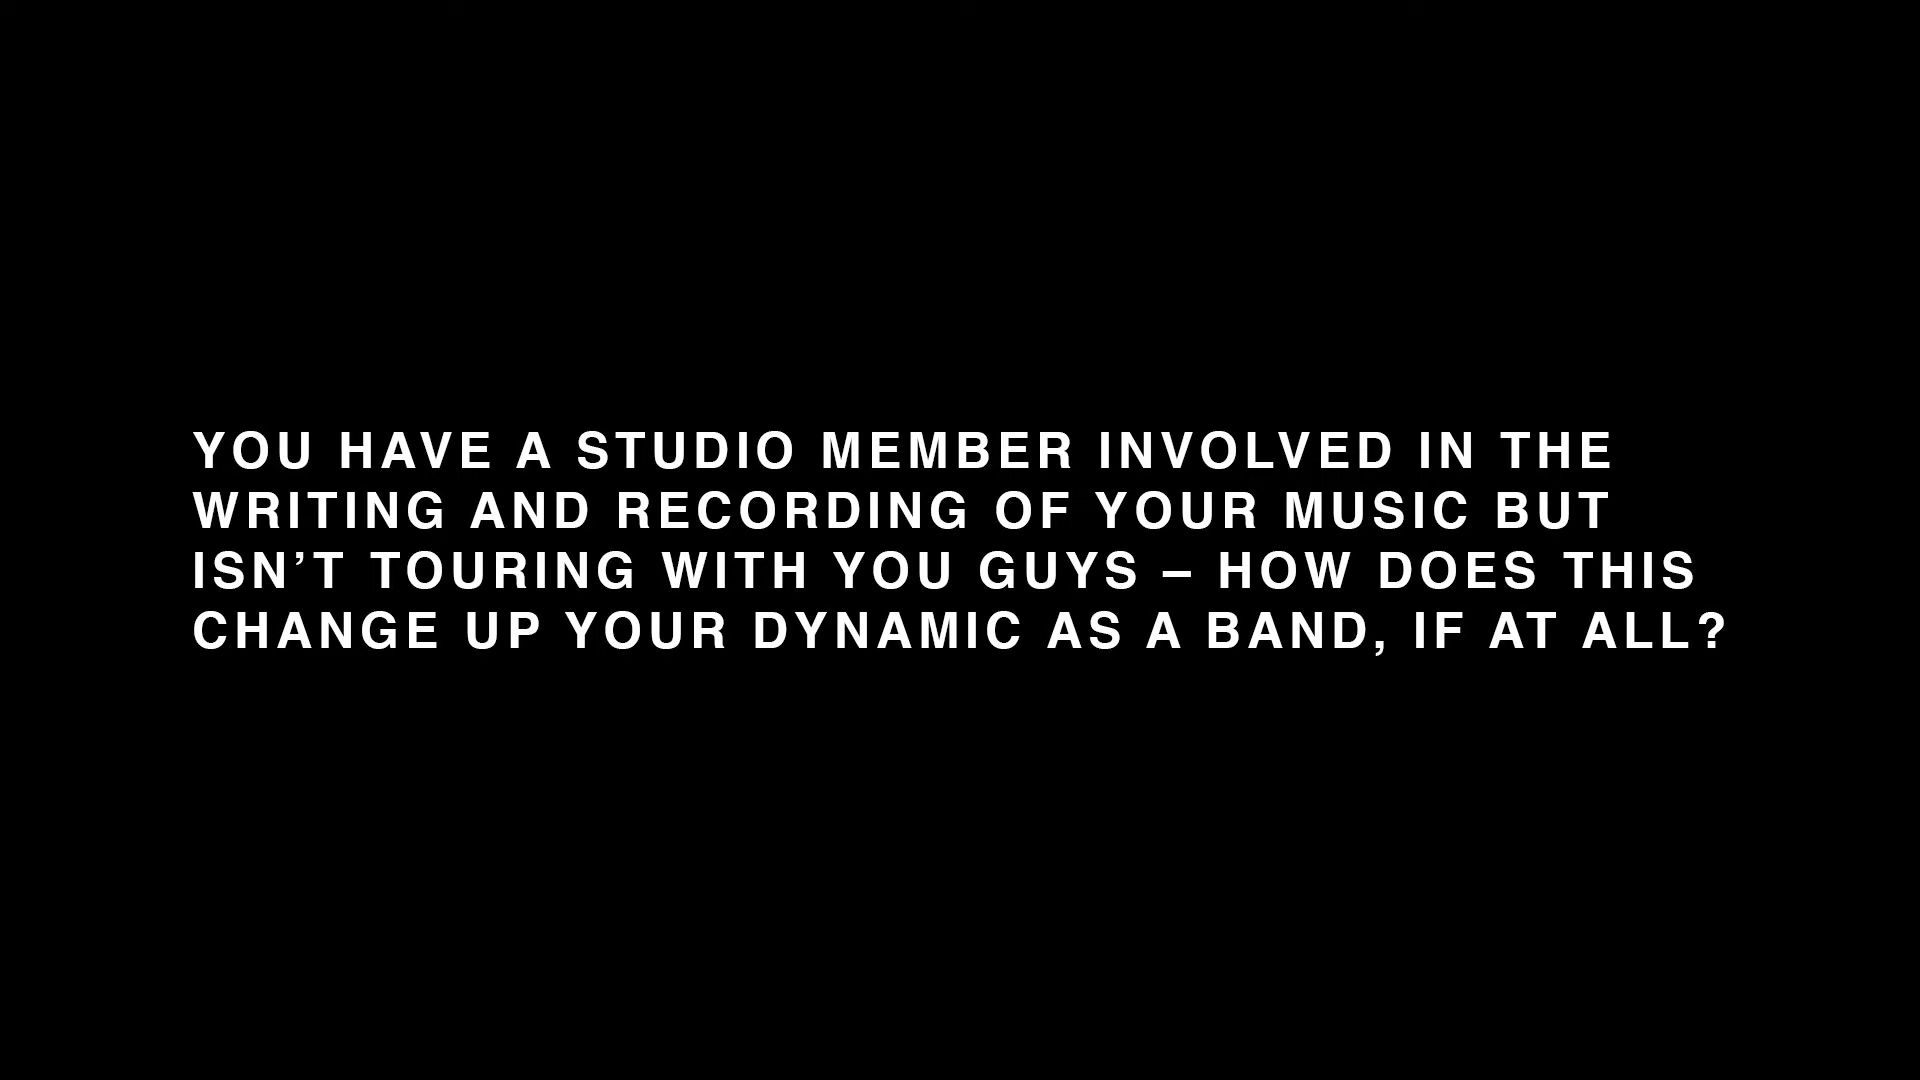 YOU HAVE A STUDIO MEMBER INVOLVED IN THE
WRITING AND RECORDING OF YOUR MUSIC BUT
ISN’T TOURING WITH YOU GUYS – HOW DOES THIS
CHANGE UP YOUR DYNAMIC AS A BAND, IF AT ALL?